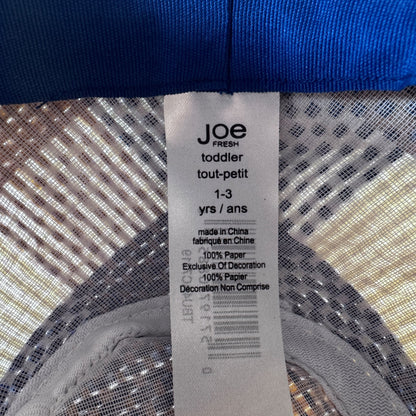 Joe
FRESH
toddler
tout-petit
1-3
yrs / ans
made in China
fabriqué en Chine
100% Paper
Exclusive Of Decoration
100% Papier
Décoration Non Comprise